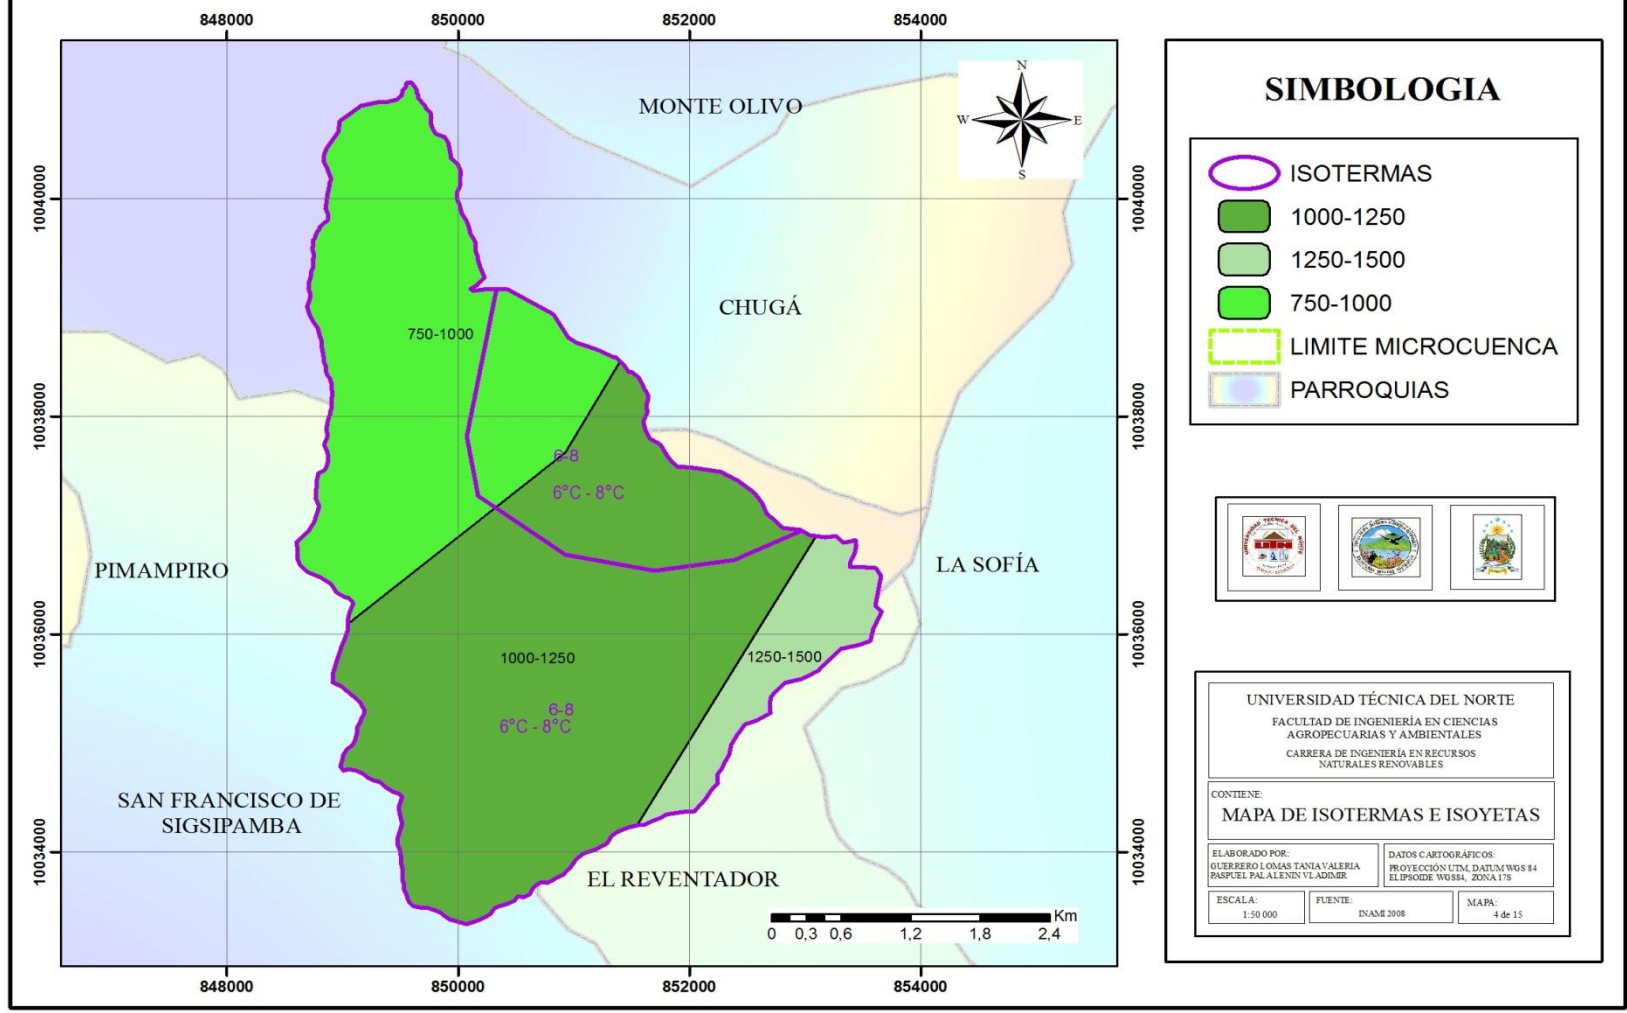 848000 850000 852000 854000
10040000
10038000
10036000
10034000
MONTE OLIVO
N
W E
S
CHUGÁ
750-1000
6-8
6°C - 8°C
PIMAMPIRO
LA SOFÍA
1000-1250
1250-1500
6-8
6°C - 8°C
SAN FRANCISCO DE
SIGSIPAMBA
EL REVENTADOR
Km
0 0,3 0,6 1,2 1,8 2,4
10040000
10038000
10036000
10034000
848000 850000 852000 854000
SIMBOLOGIA
ISOTERMAS
1000-1250
1250-1500
750-1000
LIMITE MICROCUENCA
PARROQUIAS
UNIVERSIDAD TÉCNICA DEL NORTE
FACULTAD DE INGENIERÍA EN CIENCIAS
AGROPECUARIAS Y AMBIENTALES
CARRERA DE INGENIERÍA EN RECURSOS
NATURALES RENOVABLES
CONTIENE:
MAPA DE ISOTERMAS E ISOYETAS
ELABORADO POR:
GUERRERO LOMAS TANIA VALERIA
PASPUEL PALALENIN VLADIMIR
DATOS CARTOGRÁFICOS:
PROYECCIÓN UTM, DATUM WGS 84
ELIPSOIDE WGS84, ZONA 17S
ESCALA:
1:50 000
FUENTE:
INAMI 2008
MAPA:
4 de 15